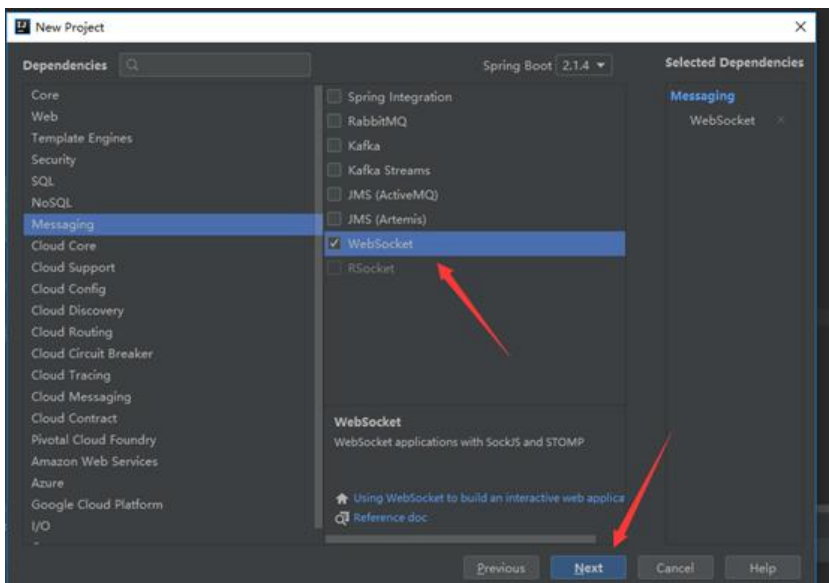 New Project
Dependencies
Spring Boot 2.1.4
Selected Dependencies
Core
Web
Template Engines
Security
SQL
NoSQL
Messaging
Cloud Core
Cloud Support
Cloud Config
Cloud Discovery
Cloud Routing
Cloud Circuit Breaker
Cloud Tracing
Cloud Messaging
Cloud Contract
Pivotal Cloud Foundry
Amazon Web Services
Azure
Google Cloud Platform
I/O
Spring Integration
RabbitMQ
Kafka
Kafka Streams
JMS (ActiveMQ)
JMS (Artemis)
WebSocket
RSocket
WebSocket
WebSocket applications with SockJS and STOMP
Using WebSocket to build an interactive web applica
Reference doc
Messaging
WebSocket
Previous
Next
Cancel
Help